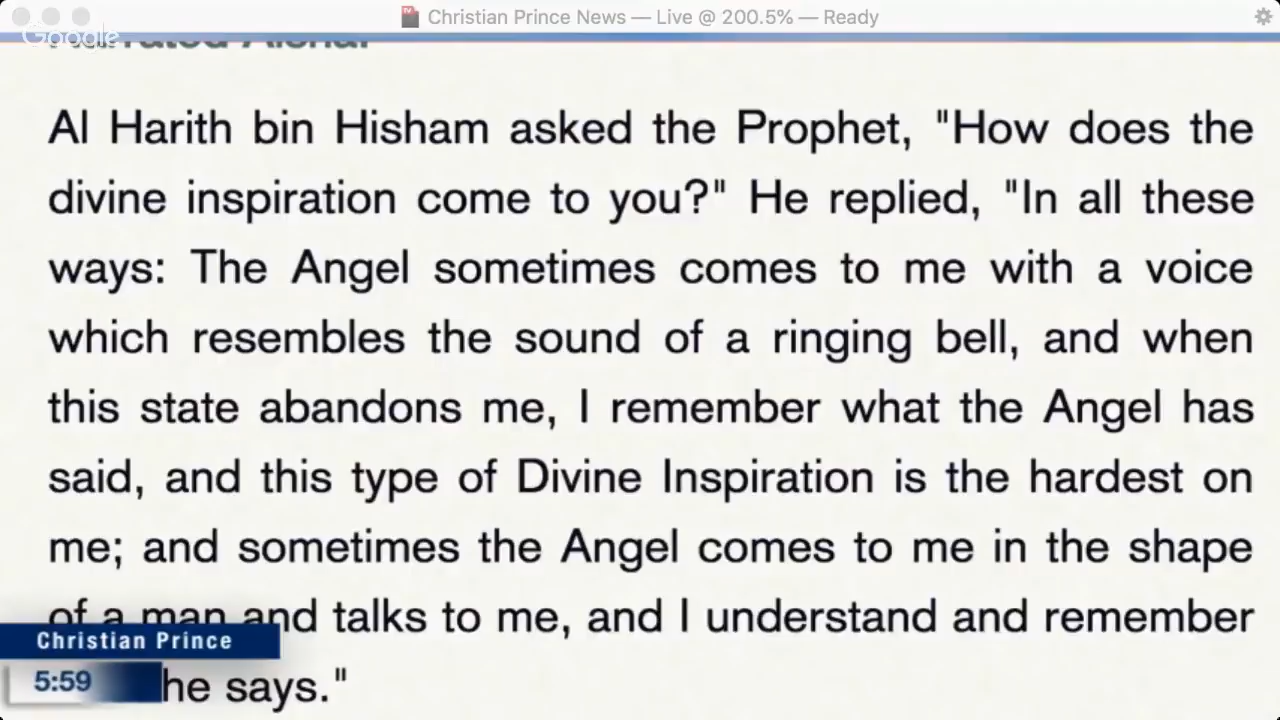 Christian Prince News — Live @ 200.5% — Ready
Google
Narrated Aisha:
Al Harith bin Hisham asked the Prophet, "How does the
divine inspiration come to you?" He replied, "In all these
ways: The Angel sometimes comes to me with a voice
which resembles the sound of a ringing bell, and when
this state abandons me, I remember what the Angel has
said, and this type of Divine Inspiration is the hardest on
me; and sometimes the Angel comes to me in the shape
of a man and talks to me, and I understand and remember
he says."
Christian Prince
5:59